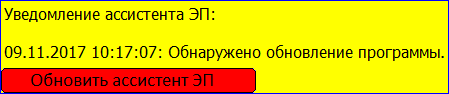 Уведомление ассистента ЭП:
09.11.2017 10:17:07: Обнаружено обновление программы.
Обновить ассистент ЭП